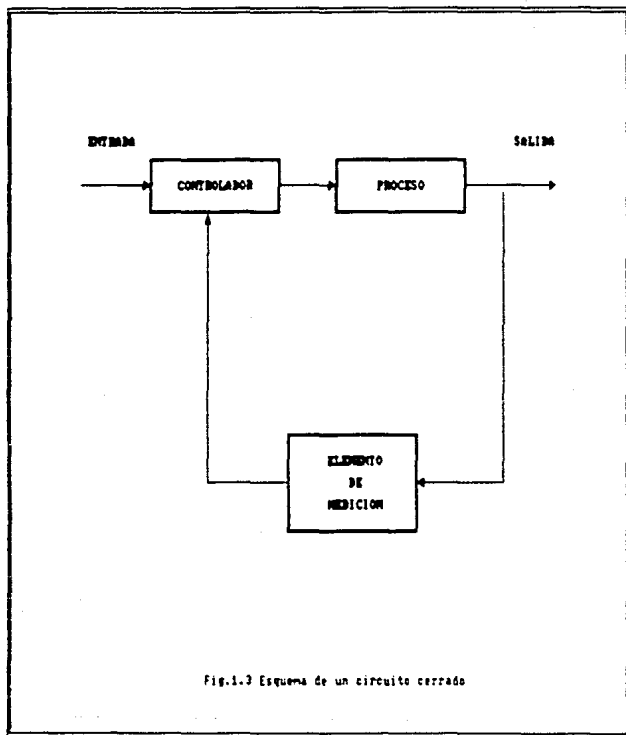 ENTRADA
SALIDA
CONTROLADOR
PROCESO
ELEMENTO
DE
MEDICION
Fig.1.3 Esquema de un circuito cerrado